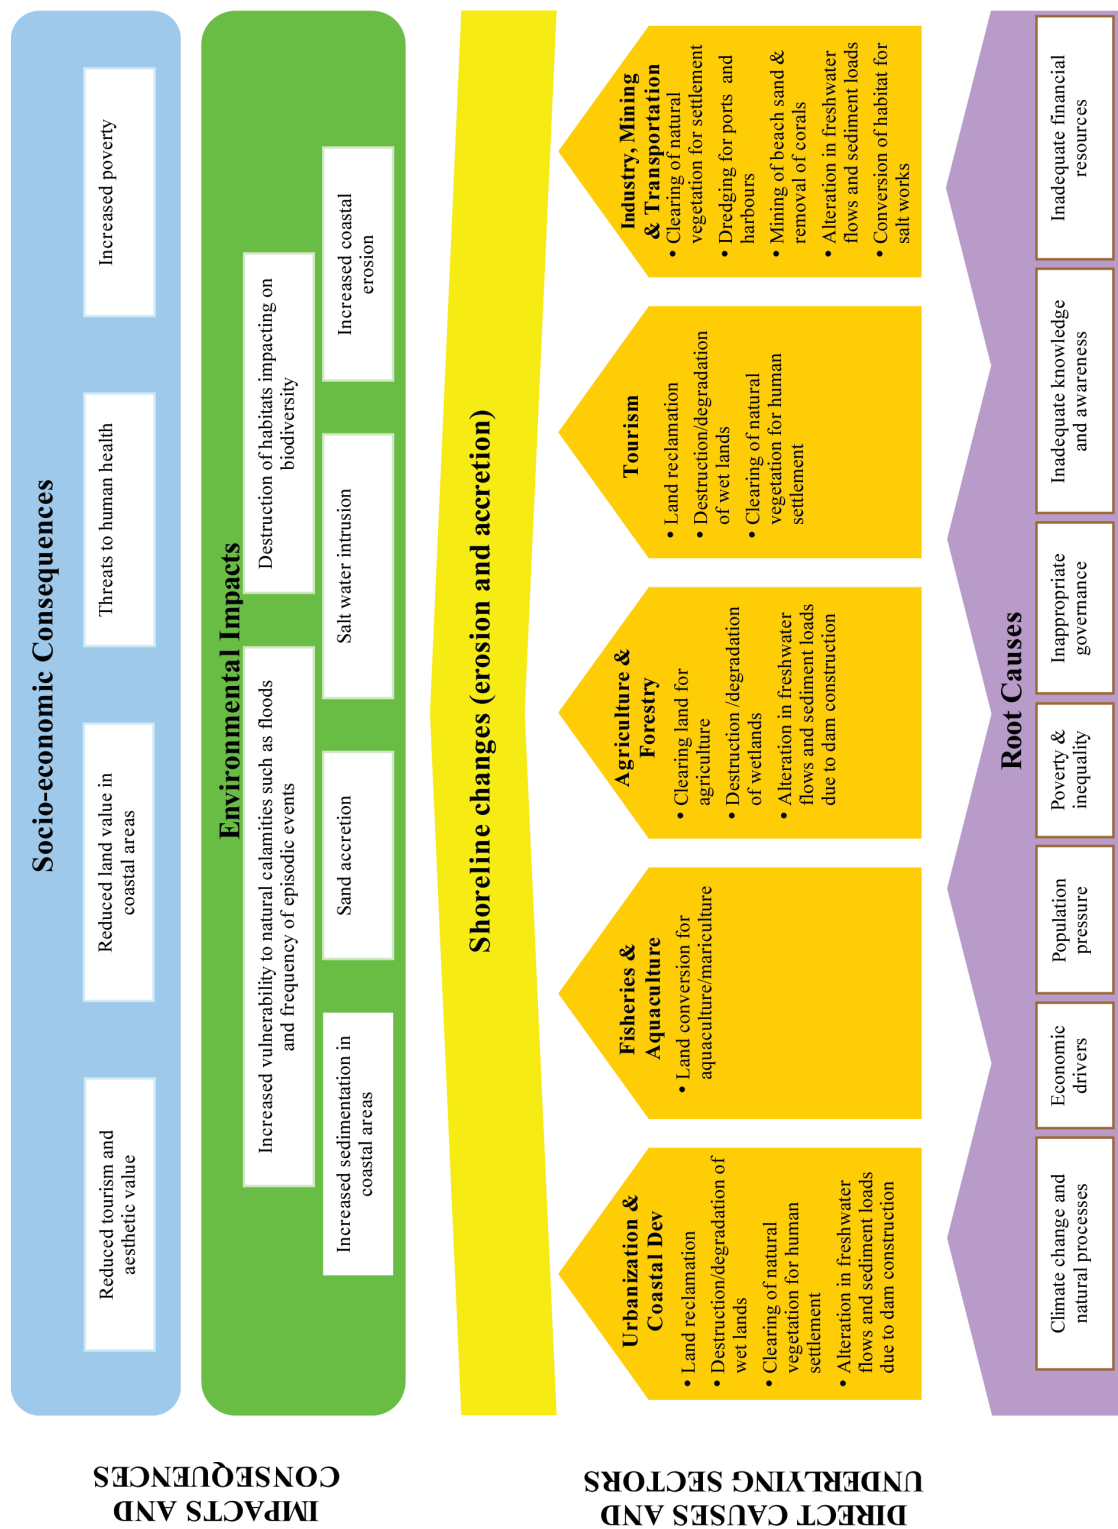 IMPACTS AND
CONSEQUENCES
Socio-economic Consequences
Reduced tourism and
aesthetic value
Reduced land value in
coastal areas
Threats to human health
Increased poverty
Environmental Impacts
Increased vulnerability to natural calamities such as floods
and frequency of episodic events
Destruction of habitats impacting on
biodiversity
Increased sedimentation in
coastal areas
Sand accretion
Salt water intrusion
Increased coastal
erosion
Shoreline changes (erosion and accretion)
DIRECT CAUSES AND
UNDERLYING SECTORS
Urbanization &
Coastal Dev
• Land reclamation
• Destruction/degradation of
wet lands
• Clearing of natural
vegetation for human
settlement
• Alteration in freshwater
flows and sediment loads
due to dam construction
Fisheries &
Aquaculture
• Land conversion for
aquaculture/mariculture
Agriculture &
Forestry
• Clearing land for
agriculture
• Destruction /degradation
of wetlands
• Alteration in freshwater
flows and sediment loads
due to dam construction
Tourism
• Land reclamation
• Destruction/degradation
of wet lands
• Clearing of natural
vegetation for human
settlement
Industry, Mining
& Transportation
• Clearing of natural
vegetation for settlement
• Dredging for ports and
harbours
• Mining of beach sand &
removal of corals
• Alteration in freshwater
flows and sediment loads
• Conversion of habitat for
salt works
Root Causes
Climate change and
natural processes
Economic
drivers
Population
pressure
Poverty &
inequality
Inappropriate
governance
Inadequate knowledge
and awareness
Inadequate financial
resources